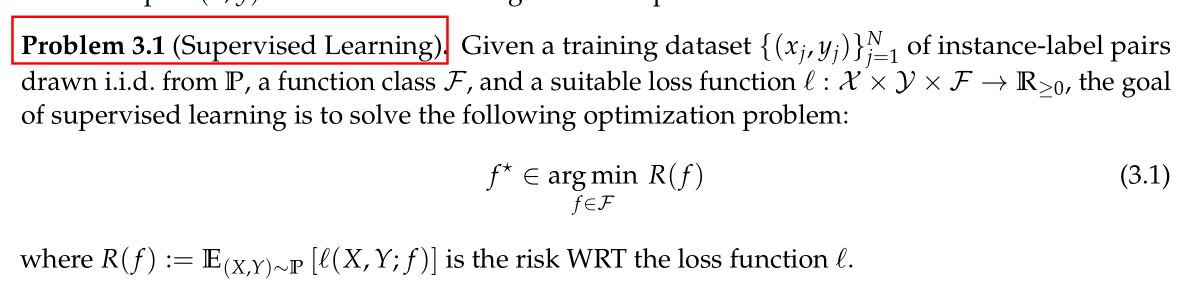 Problem 3.1 (Supervised Learning). Given a training dataset {(x_j, y_j)}_{j=1}^N of instance-label pairs
drawn i.i.d. from ℙ, a function class ℱ, and a suitable loss function ℓ : 𝒳 × 𝒴 × ℱ → ℝ_{≥0}, the goal
of supervised learning is to solve the following optimization problem:
f^⋆ ∈ arg min_{f∈ℱ} R(f) (3.1)
where R(f) := 𝔼_{(X,Y)∼ℙ} [ℓ(X, Y; f)] is the risk WRT the loss function ℓ.